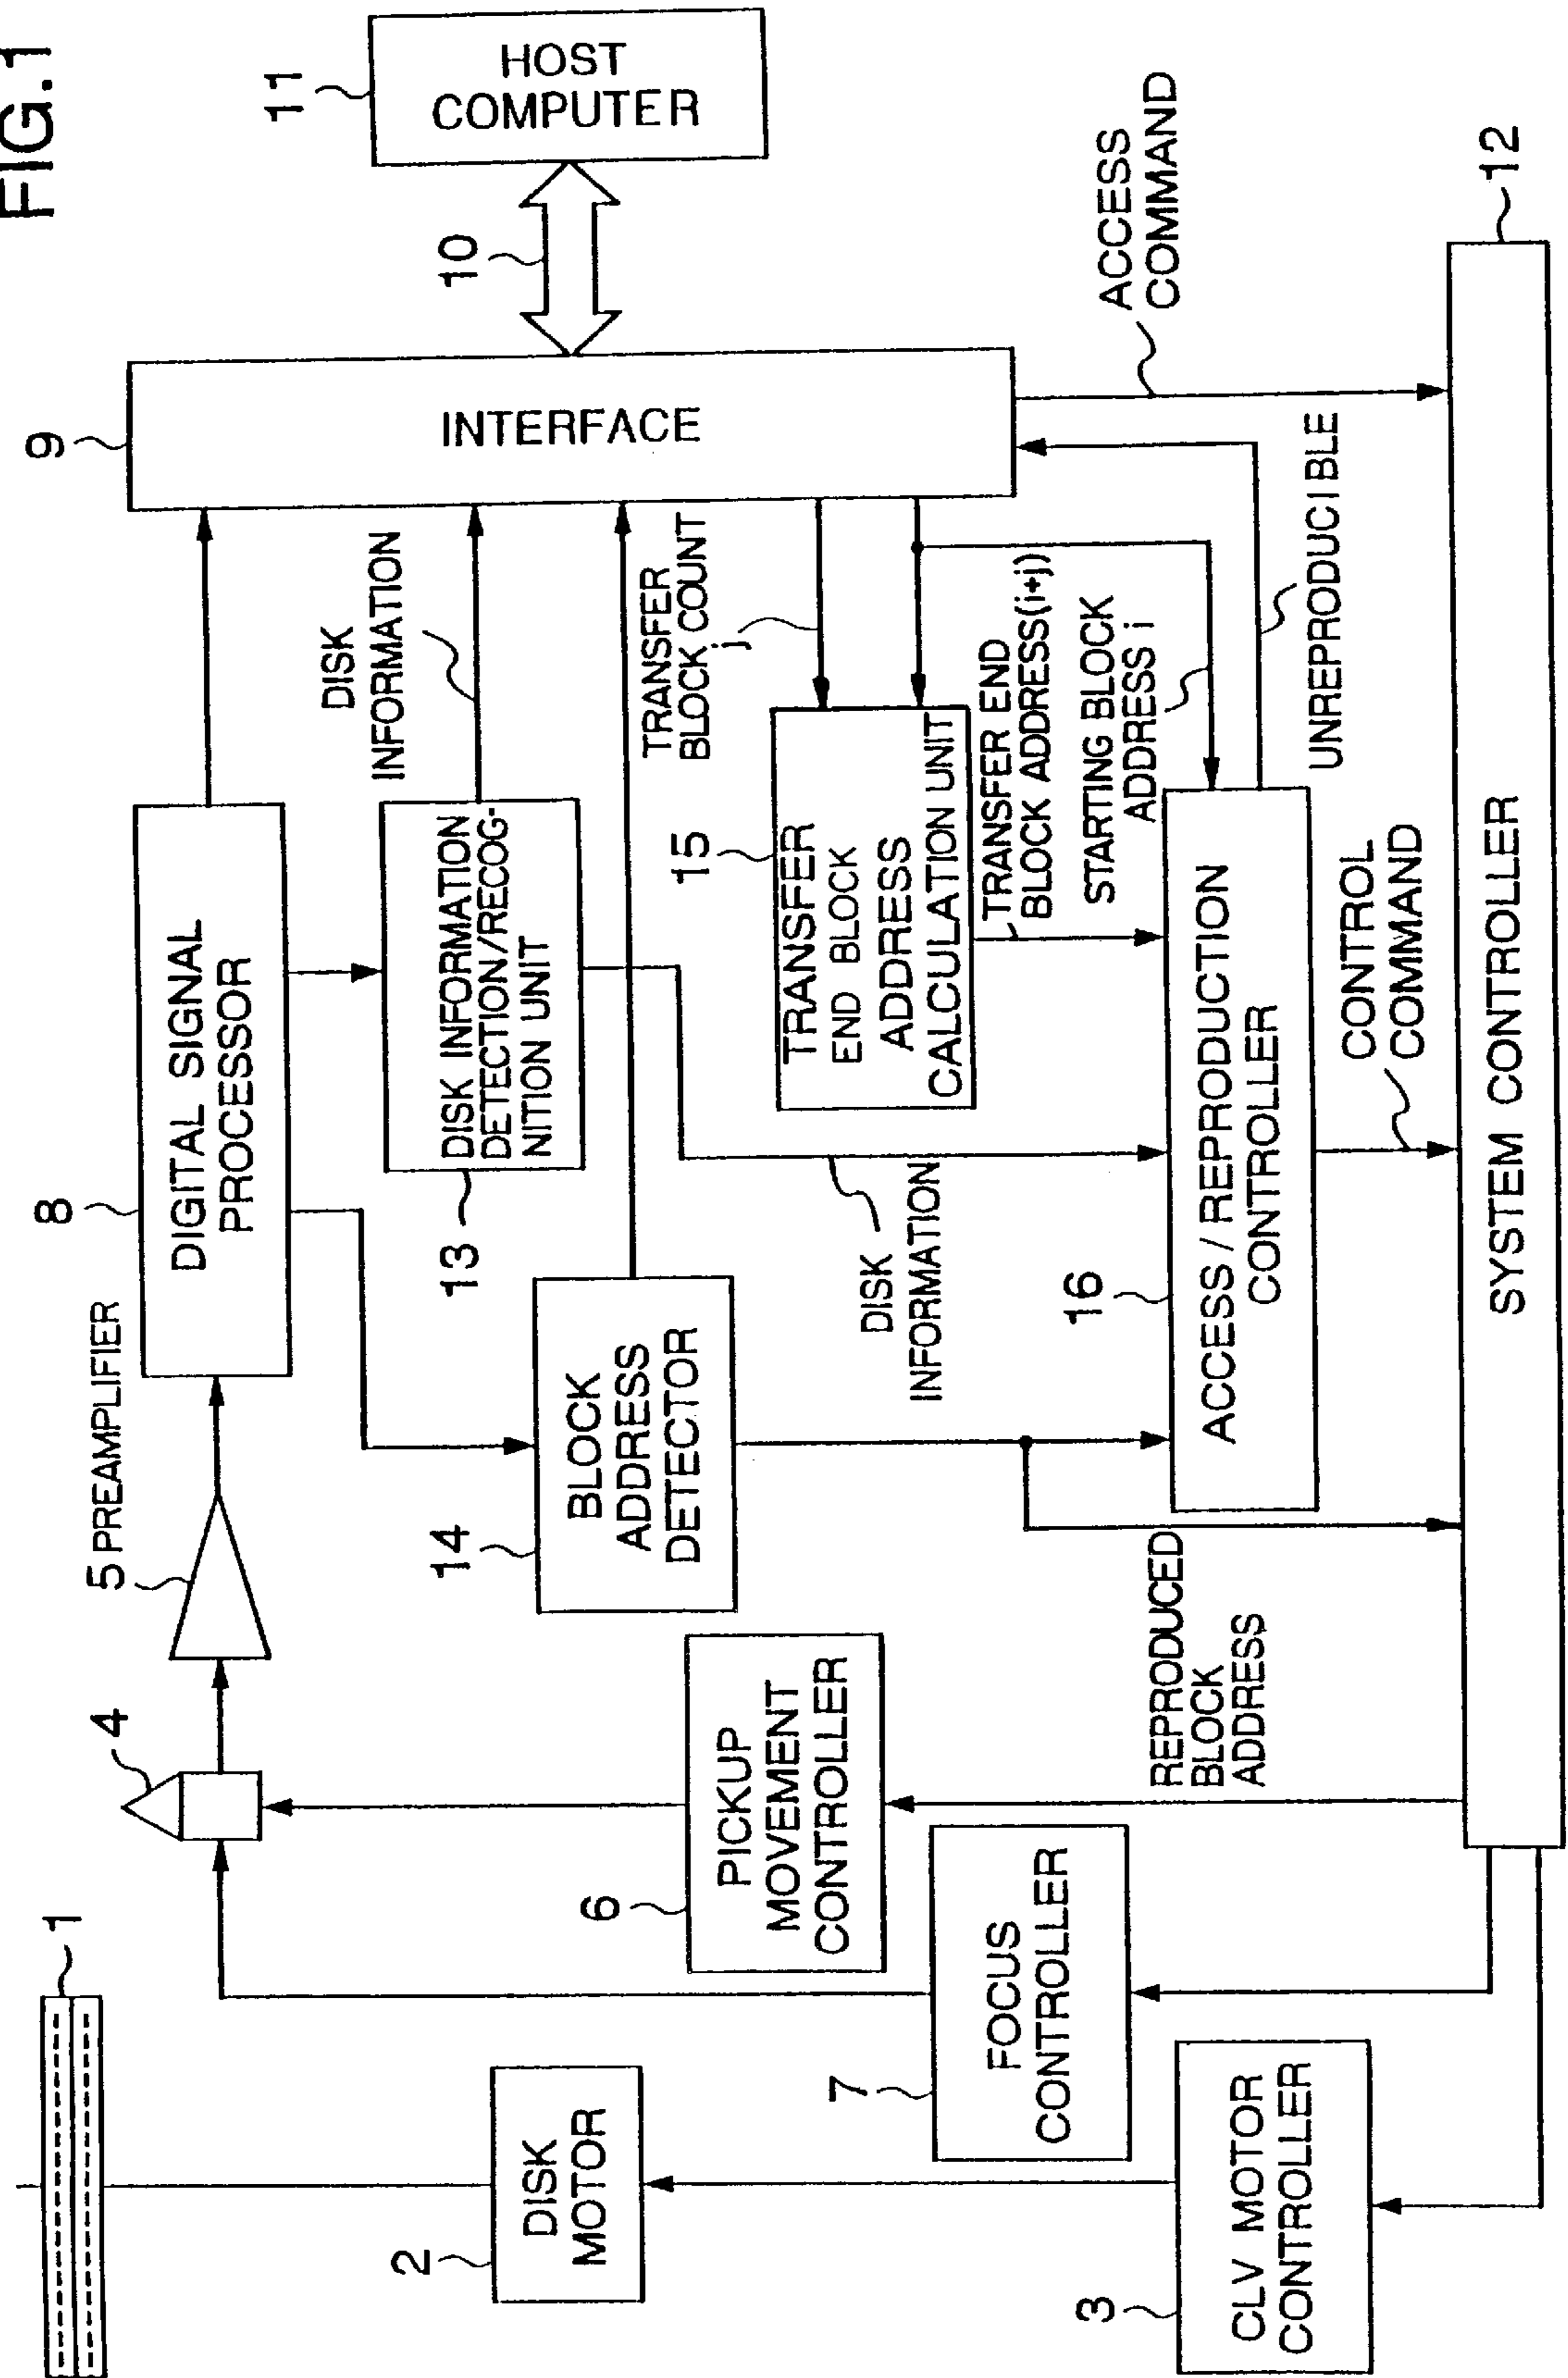 FIG.1
1
4
5 PREAMPLIFIER
8
DIGITAL SIGNAL
PROCESSOR
9
INTERFACE
10
11
HOST
COMPUTER
DISK
INFORMATION
13
DISK INFORMATION
DETECTION/RECOG-
NITION UNIT
2
DISK
MOTOR
6
PICKUP
MOVEMENT
CONTROLLER
14
BLOCK
ADDRESS
DETECTOR
TRANSFER
BLOCK COUNT
j
15
TRANSFER
END BLOCK
ADDRESS
CALCULATION UNIT
7
FOCUS
CONTROLLER
DISK
INFORMATION
TRANSFER END
BLOCK ADDRESS(i+j)
STARTING BLOCK
ADDRESS i
ACCESS
COMMAND
3
CLV MOTOR
CONTROLLER
REPRODUCED
BLOCK
ADDRESS
16
ACCESS / REPRODUCTION
CONTROLLER
UNREPRODUCIBLE
CONTROL
COMMAND
12
SYSTEM CONTROLLER